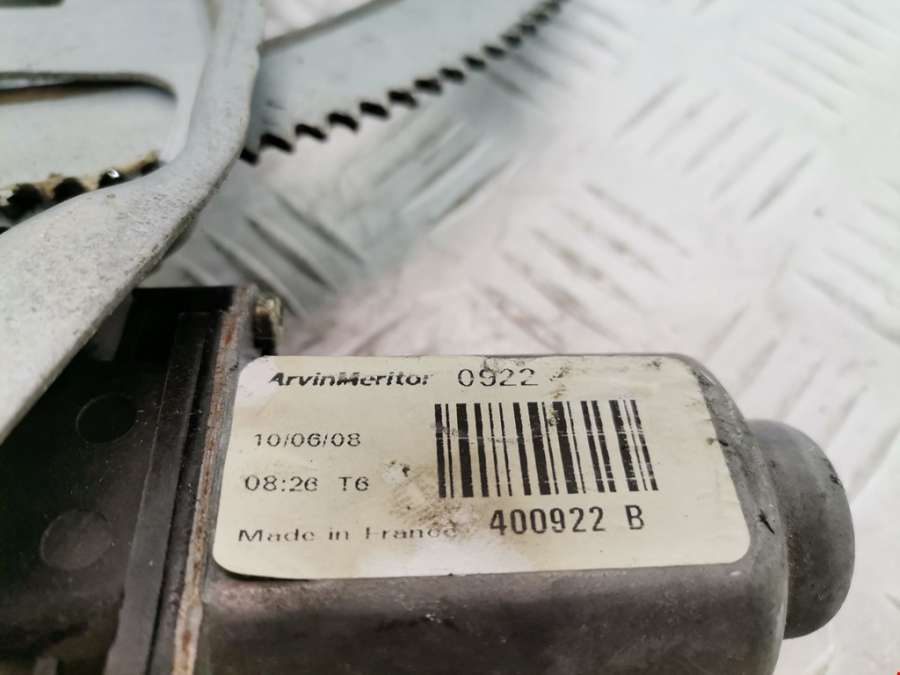 ArvinMeritor 0922
10/06/08
08:26 T6
Made in France
400922 B